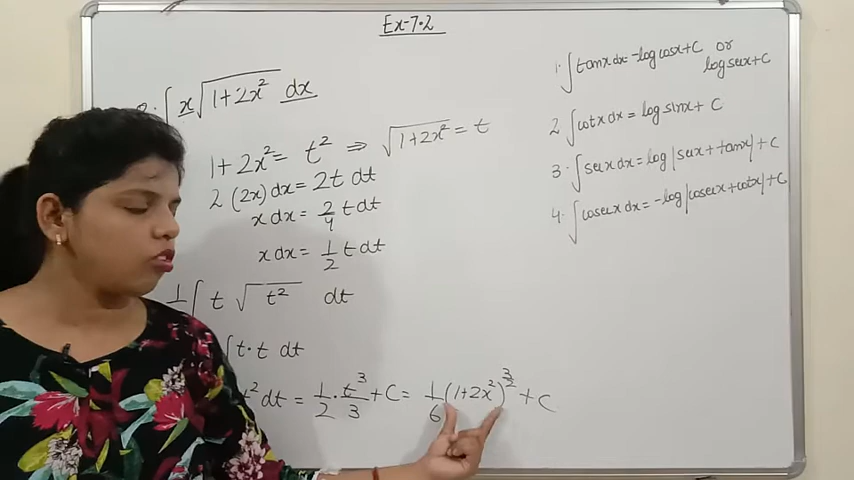 Ex-7.2
∫ x √(1+2x²) dx
1+2x² = t² ⇒ √(1+2x²) = t
2(2x)dx = 2t dt
x dx = 2/4 t dt
x dx = 1/2 t dt
1/2 ∫ t √(t²) dt
∫ t·t dt
t² dt = 1/2 · t³/3 + C = 1/6 (1+2x²)^(3/2) + C
1. ∫ tanx dx = -log cosx + C or
log secx + C
2. ∫ cotx dx = log sinx + C
3. ∫ secx dx = log |secx + tanx| + C
4. ∫ cosecx dx = -log |cosecx + cotx| + C